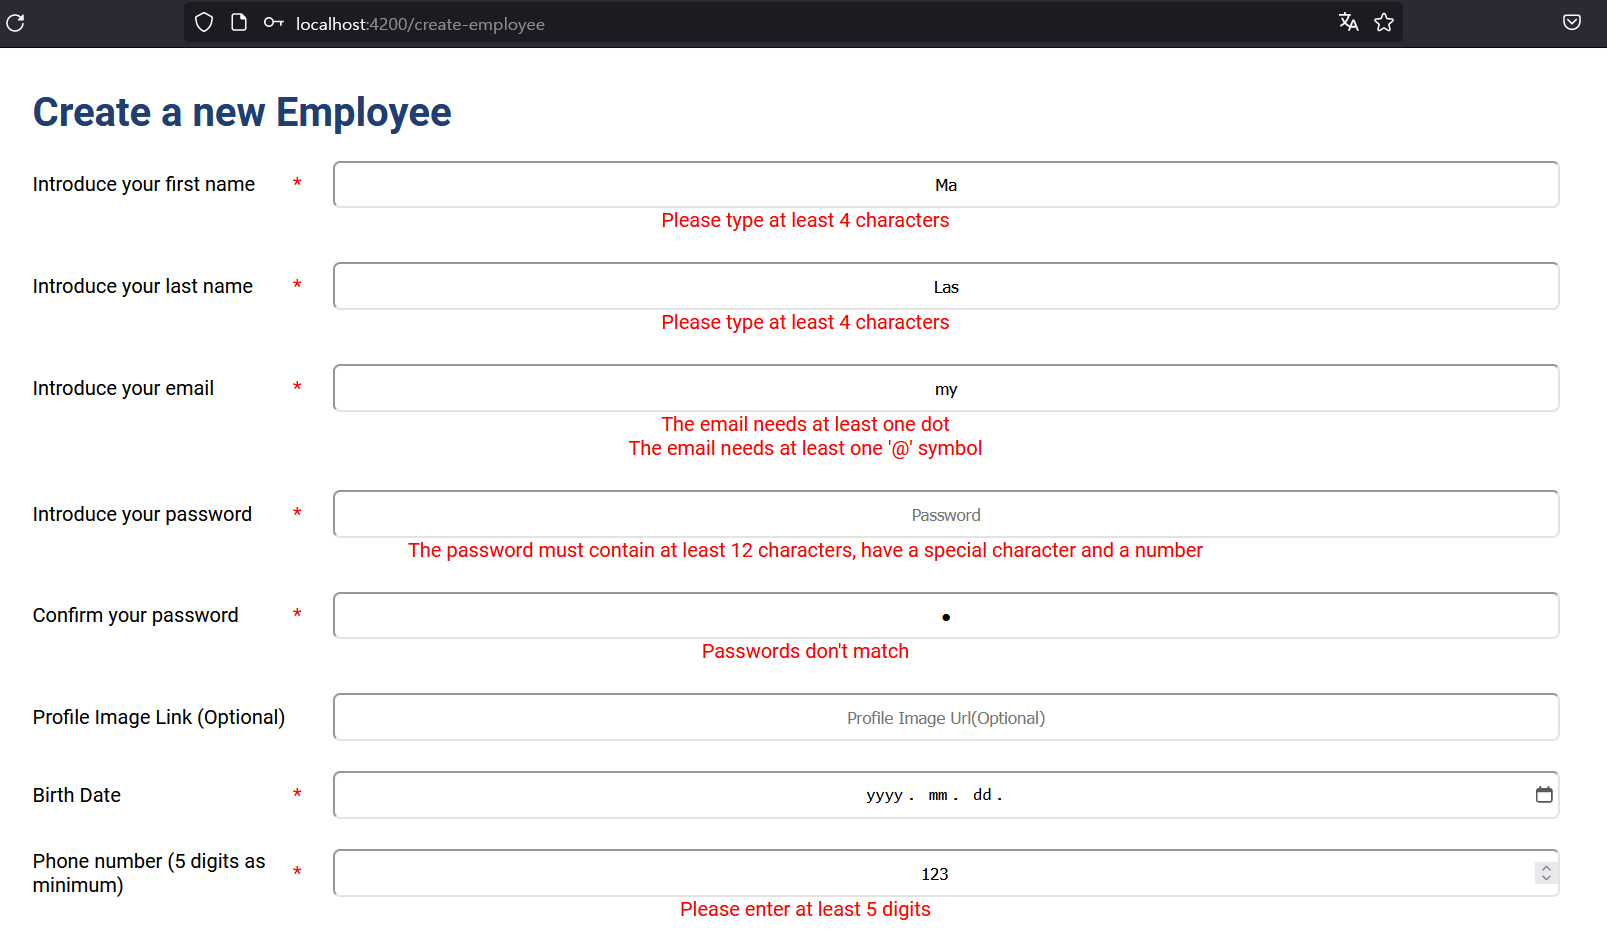 localhost:4200/create-employee
Create a new Employee
Introduce your first name *
Ma
Please type at least 4 characters
Introduce your last name *
Las
Please type at least 4 characters
Introduce your email *
my
The email needs at least one dot
The email needs at least one '@' symbol
Introduce your password *
Password
The password must contain at least 12 characters, have a special character and a number
Confirm your password *
•
Passwords don't match
Profile Image Link (Optional)
Profile Image Url(Optional)
Birth Date *
yyyy. mm. dd.
Phone number (5 digits as
minimum) *
123
Please enter at least 5 digits